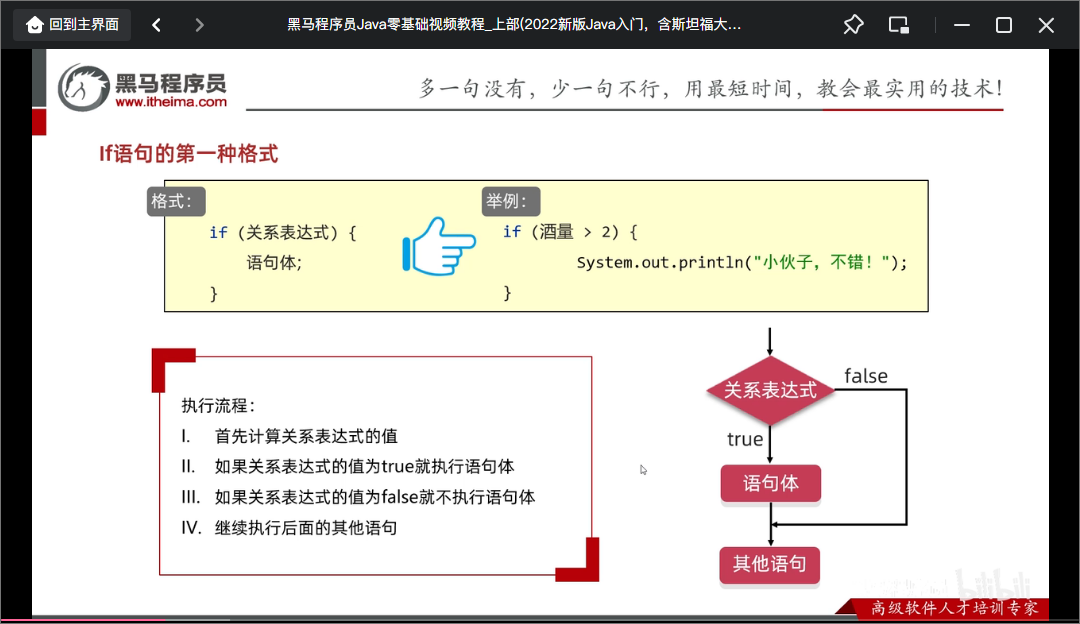 回到主界面
黑马程序员Java零基础视频教程_上部(2022新版Java入门，含斯坦福大...
黑马程序员
www.itheima.com
多一句没有，少一句不行，用最短时间，教会最实用的技术！
If语句的第一种格式
格式：
if (关系表达式) {
语句体;
}
举例：
if (酒量 > 2) {
System.out.println("小伙子，不错！");
}
执行流程：
I. 首先计算关系表达式的值
II. 如果关系表达式的值为true就执行语句体
III. 如果关系表达式的值为false就不执行语句体
IV. 继续执行后面的其他语句
关系表达式
false
true
语句体
其他语句
bilibili
高级软件人才培训专家